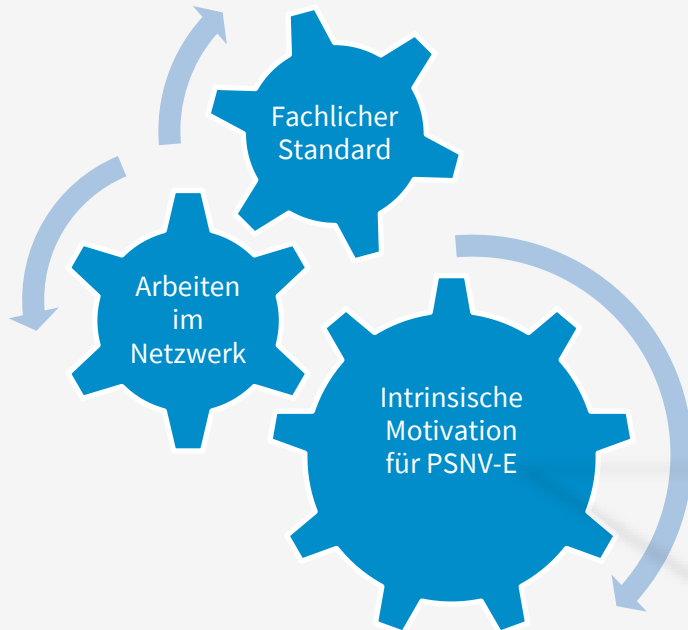 Fachlicher
Standard
Arbeiten
im
Netzwerk
Intrinsische
Motivation
für PSNV-E